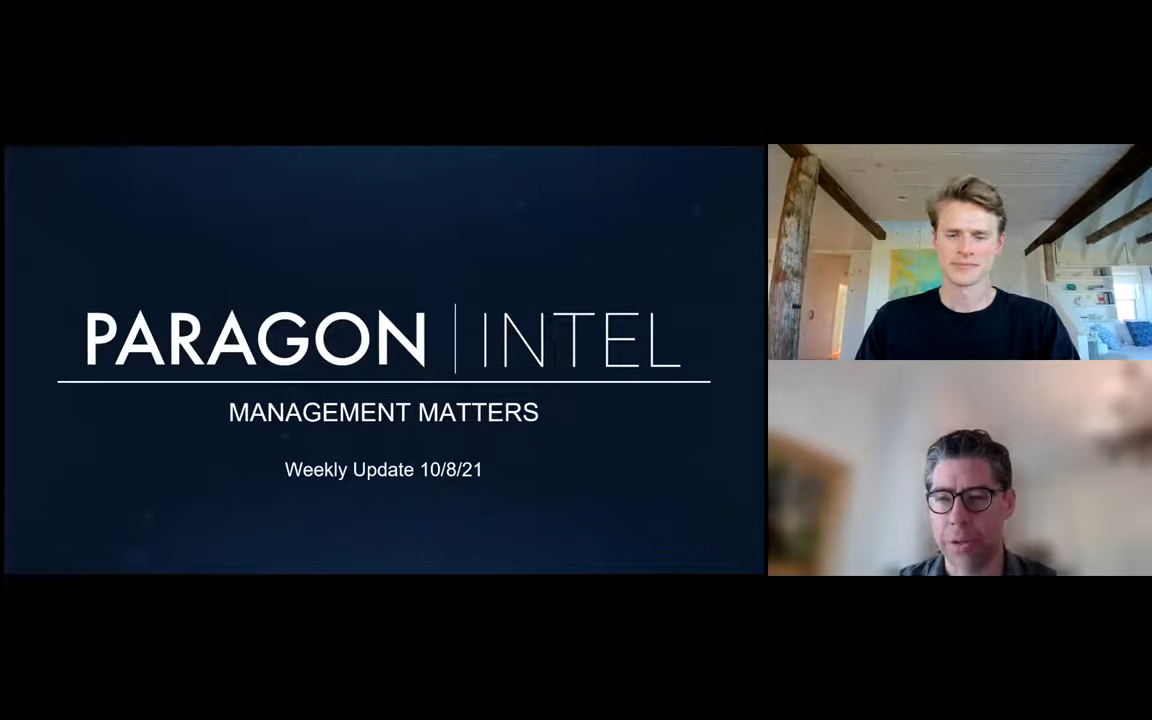 PARAGON | INTEL
MANAGEMENT MATTERS
Weekly Update 10/8/21